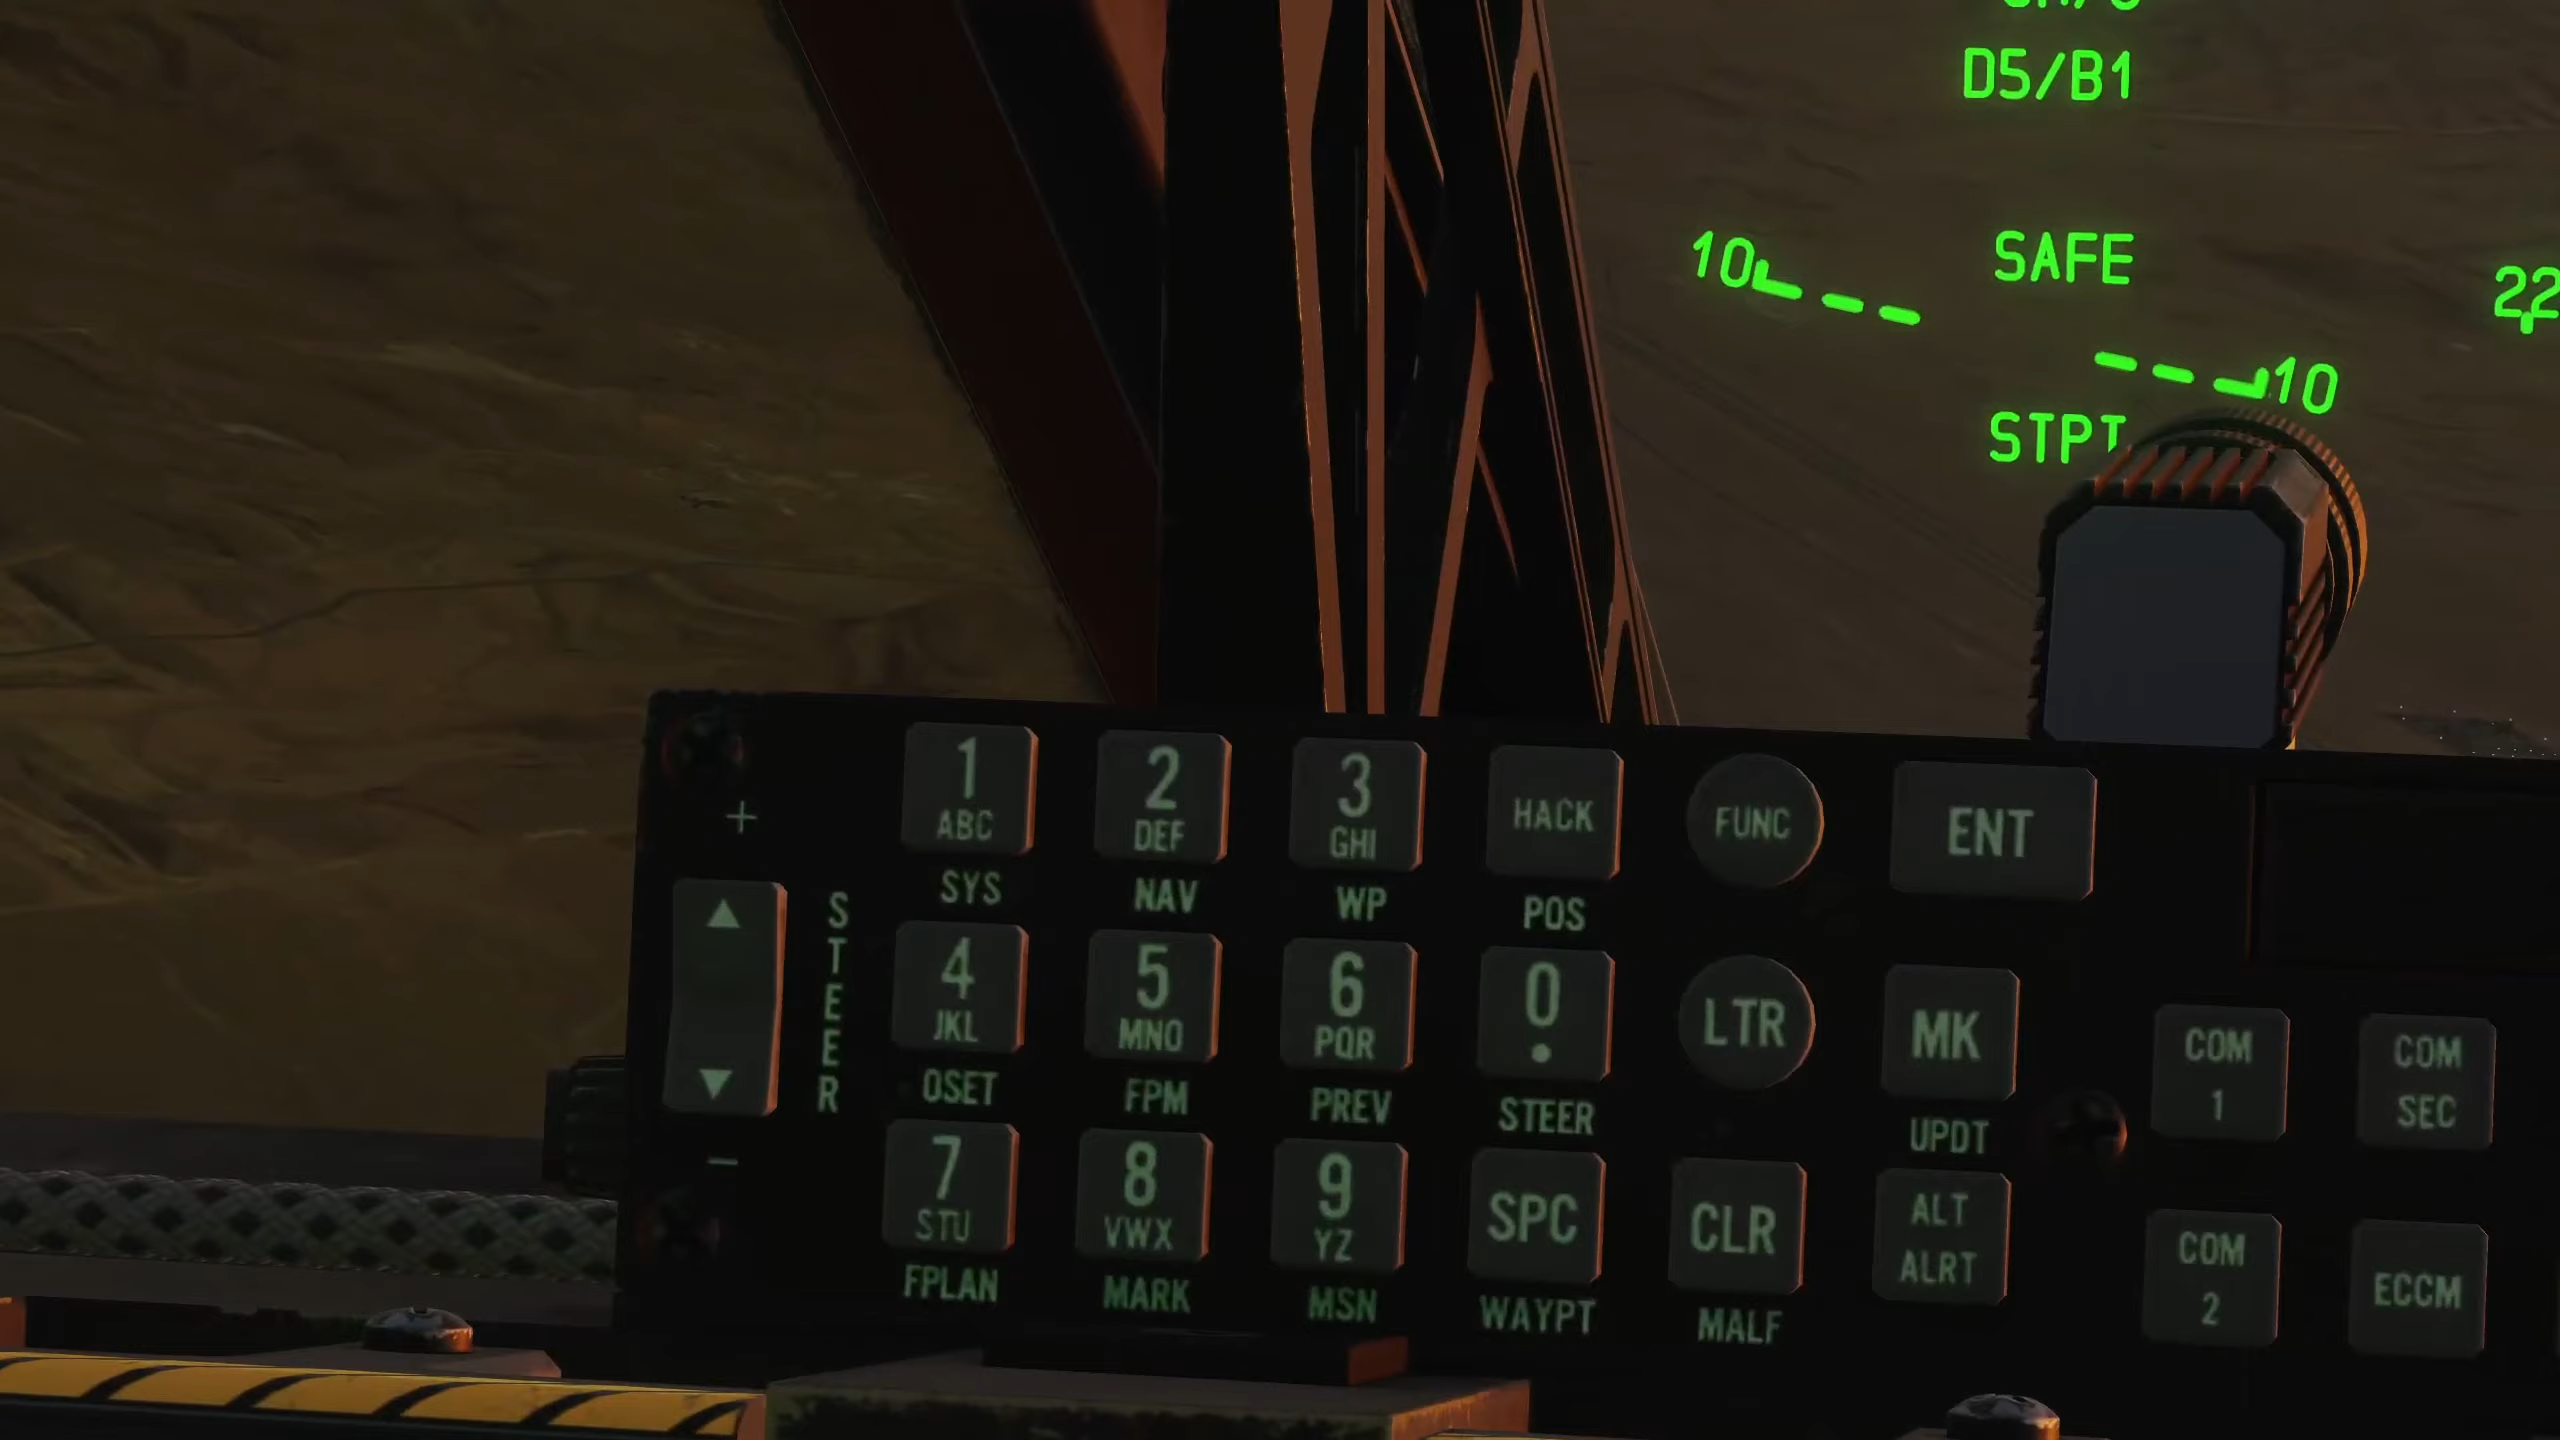 D5/B1
SAFE
10
22
10
STPT
+
1
ABC
SYS
2
DEF
NAV
3
GHI
WP
HACK
POS
FUNC
ENT
STEER
4
JKL
OSET
5
MNO
FPM
6
PQR
PREV
0
STEER
LTR
MK
UPDT
COM
1
COM
SEC
–
7
STU
FPLAN
8
VWX
MARK
9
YZ
MSN
SPC
WAYPT
CLR
MALF
ALT
ALRT
COM
2
ECCM